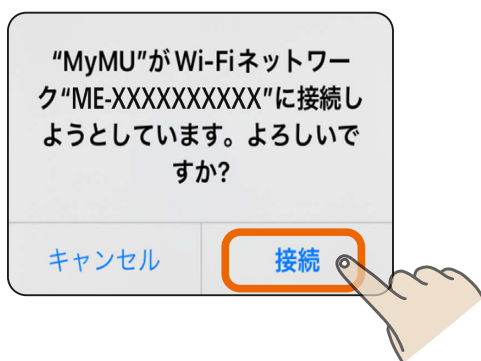 “MyMU”がWi-Fiネットワー
ク“ME-XXXXXXXXXX”に接続し
ようとしています。よろしいで
すか?
キャンセル
接続